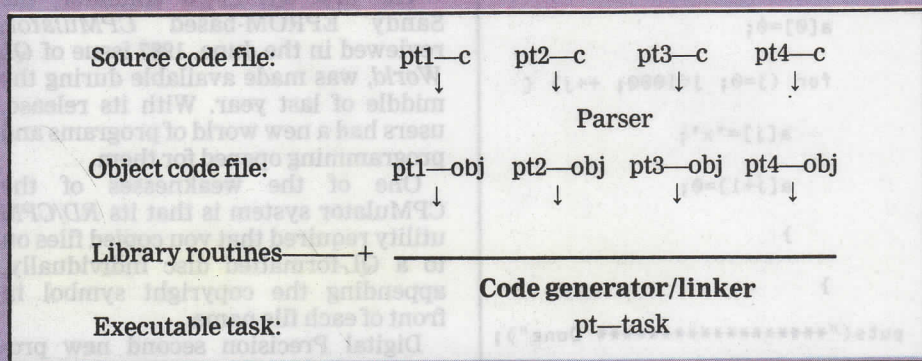 Source code file: pt1—c pt2—c pt3—c pt4—c
↓ ↓ ↓ ↓
Parser
Object code file: pt1—obj pt2—obj pt3—obj pt4—obj
↓ ↓ ↓ ↓
Library routines—— +
Code generator/linker
Executable task: pt—task